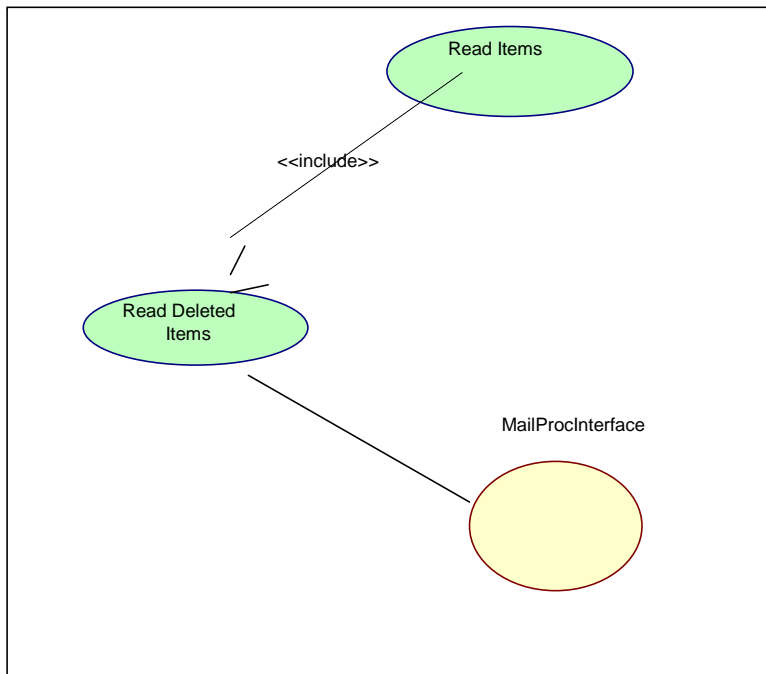 Read Items
<<include>>
Read Deleted
Items
MailProcInterface